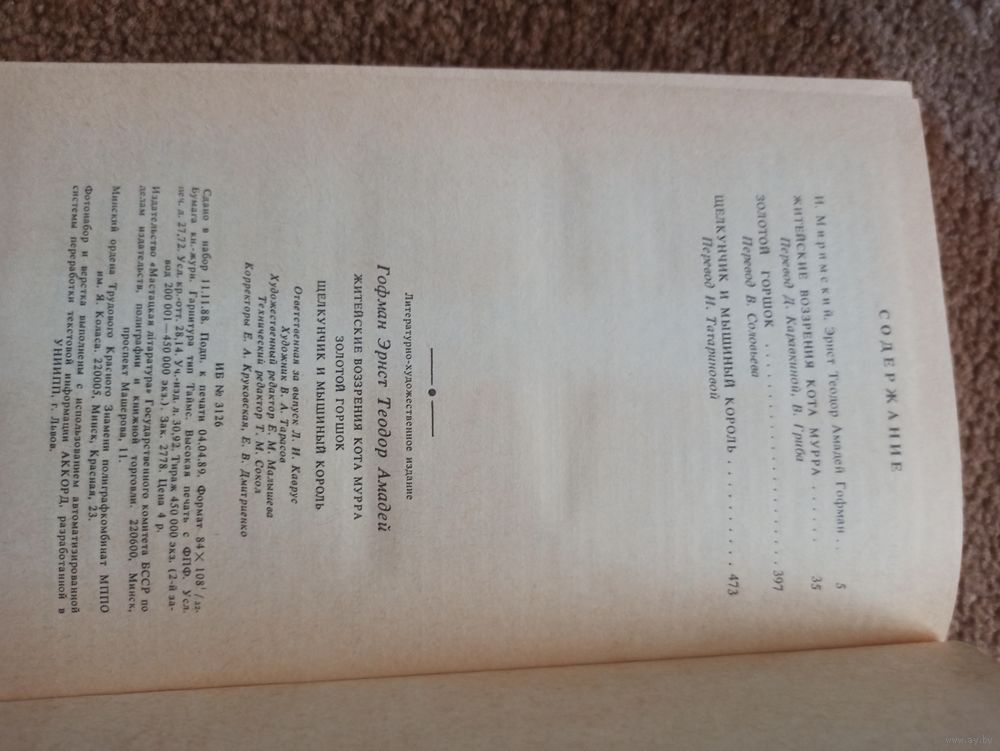 СОДЕРЖАНИЕ
И. Миримский. Эрнст Теодор Амадей Гофман . . 5
ЖИТЕЙСКИЕ ВОЗЗРЕНИЯ КОТА МУРРА . . . . . 35
Перевод Д. Каравкиной, В. Гриба
ЗОЛОТОЙ ГОРШОК . . . . . . . . . . . . . . 397
Перевод В. Соловьева
ЩЕЛКУНЧИК И МЫШИНЫЙ КОРОЛЬ . . . . . . . 473
Перевод И. Татариновой
Литературно-художественное издание
Гофман Эрнст Теодор Амадей
ЖИТЕЙСКИЕ ВОЗЗРЕНИЯ КОТА МУРРА
ЗОЛОТОЙ ГОРШОК
ЩЕЛКУНЧИК И МЫШИНЫЙ КОРОЛЬ
Ответственная за выпуск Л. И. Каврус
Художник В. А. Тарасов
Художественный редактор Е. М. Малышева
Технический редактор Т. М. Сокол
Корректоры Е. А. Круковская, Е. В. Дмитриенко
ИБ № 3126
Сдано в набор 11.11.88. Подп. к печати 04.04.89. Формат 84×108¹/₃₂.
Бумага кн.-журн. Гарнитура тип Таймс. Высокая печать с ФПФ. Усл.
печ. л. 27,72. Усл. кр.-отт. 28,14. Уч.-изд. л. 30,92. Тираж 450 000 экз. (2-й за-
вод 200 001—450 000 экз.). Зак. 2778. Цена 4 р.
Издательство «Мастацкая літаратура» Государственного комитета БССР по
делам издательств, полиграфии и книжной торговли. 220600, Минск,
проспект Машерова, 11.
Минский ордена Трудового Красного Знамени полиграфкомбинат МППО
им. Я. Коласа. 220005, Минск, Красная, 23.
Фотонабор и верстка выполнены с использованием автоматизированной
системы переработки текстовой информации АККОРД, разработанной в
УНИИПП, г. Львов.
www.ay.by